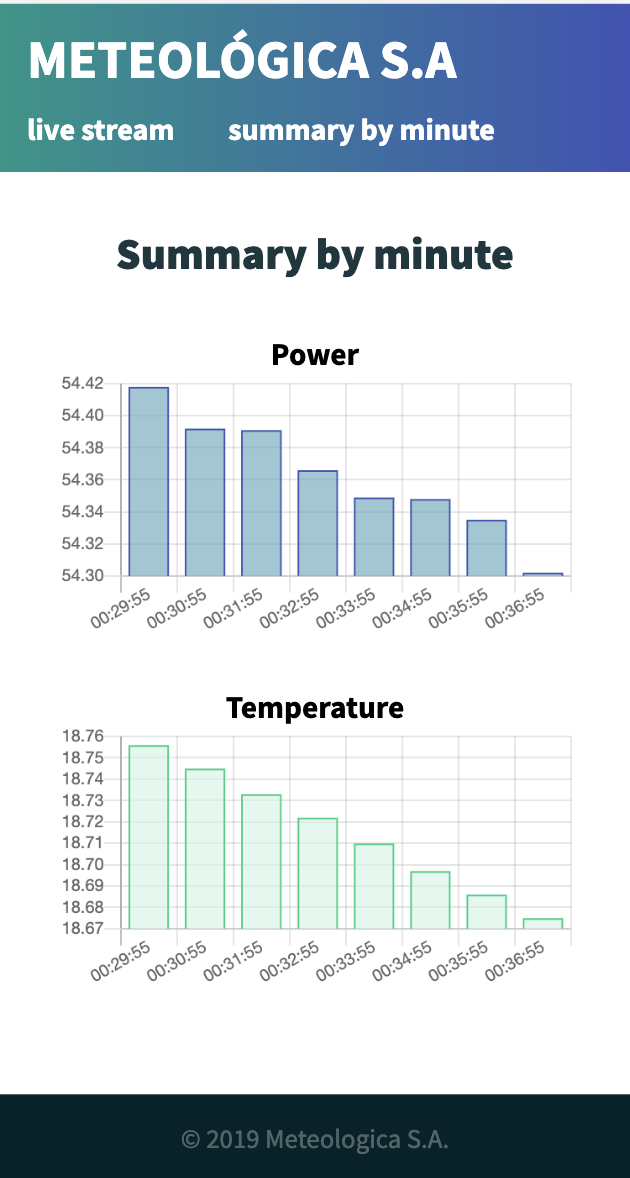 METEOLÓGICA S.A
live stream summary by minute
Summary by minute
Power
54.42
54.40
54.38
54.36
54.34
54.32
54.30
00:29:55 00:30:55 00:31:55 00:32:55 00:33:55 00:34:55 00:35:55 00:36:55
Temperature
18.76
18.75
18.74
18.73
18.72
18.71
18.70
18.69
18.68
18.67
00:29:55 00:30:55 00:31:55 00:32:55 00:33:55 00:34:55 00:35:55 00:36:55
© 2019 Meteologica S.A.